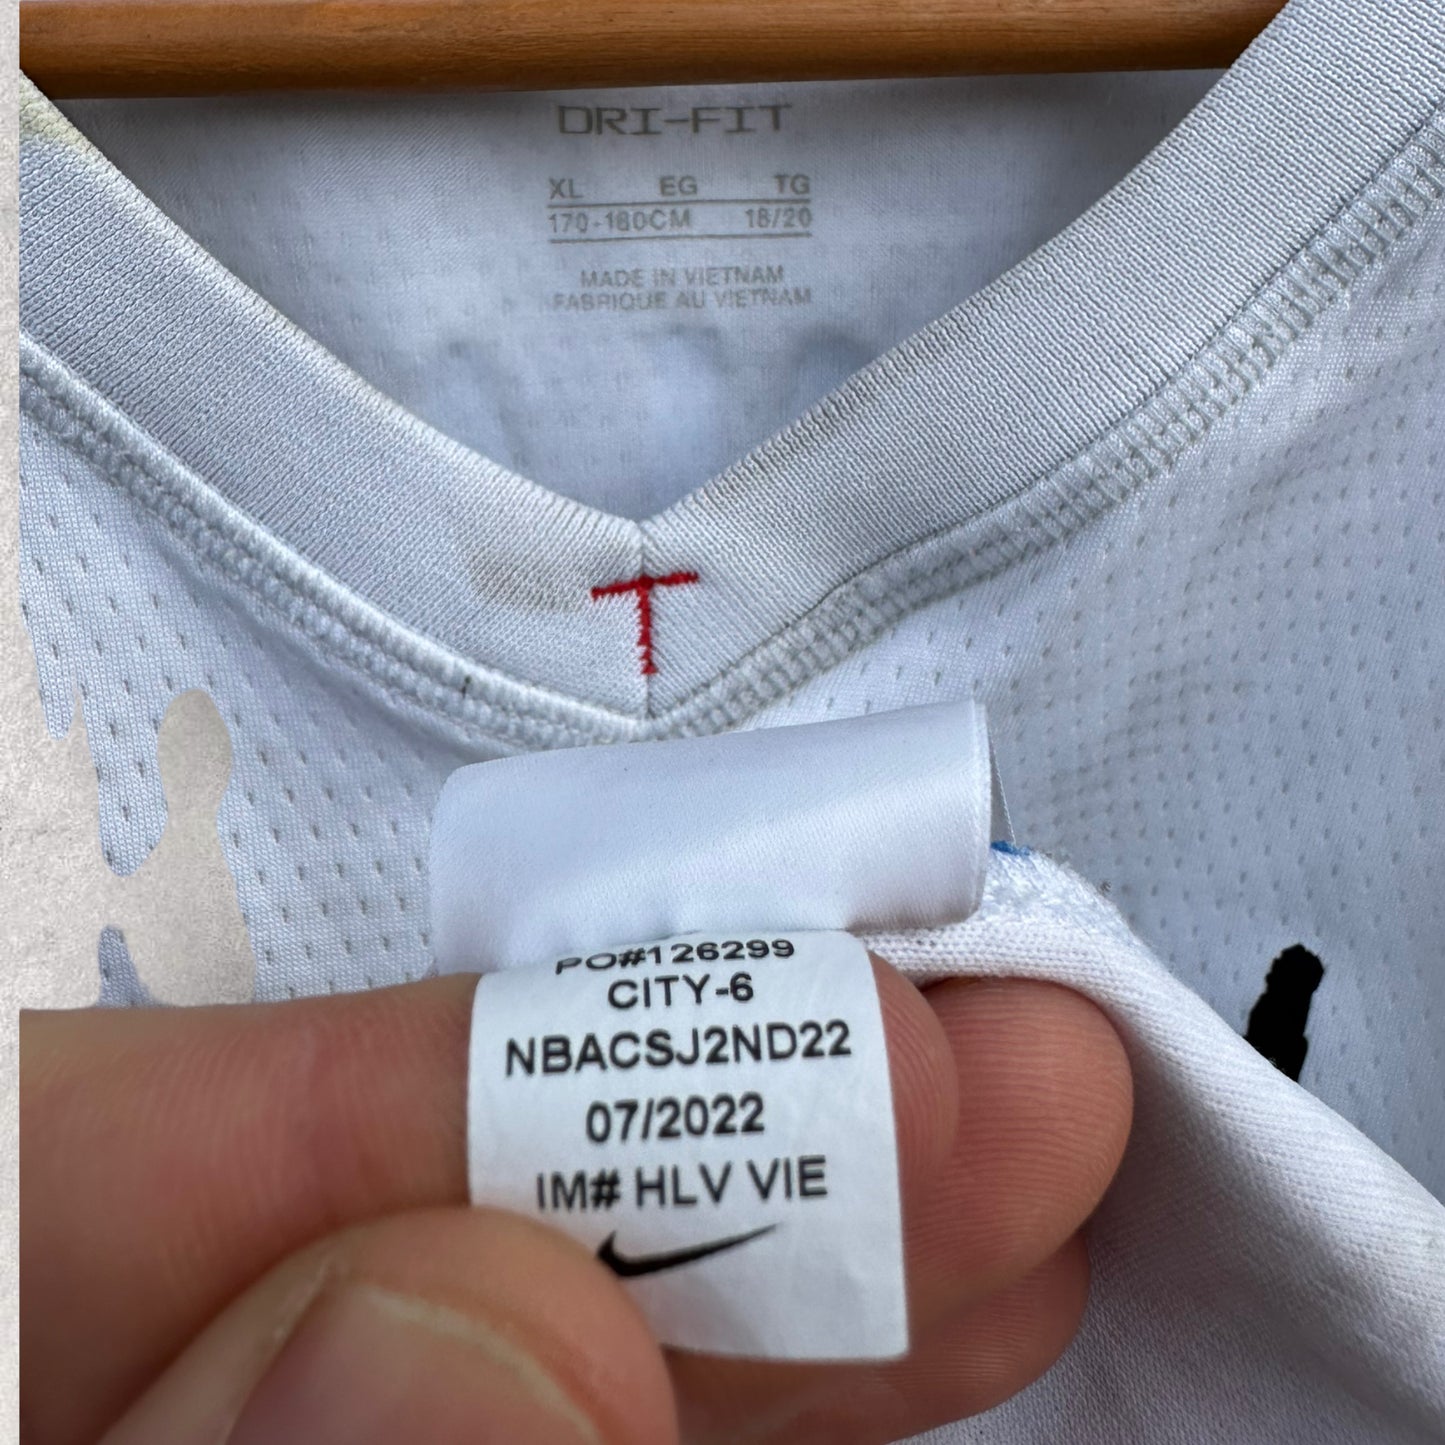 DRI-FIT
XL EG TG
170-180CM 18/20
MADE IN VIETNAM
FABRIQUE AU VIETNAM
T
PO#126299
CITY-6
NBACSJ2ND22
07/2022
IM# HLV VIE